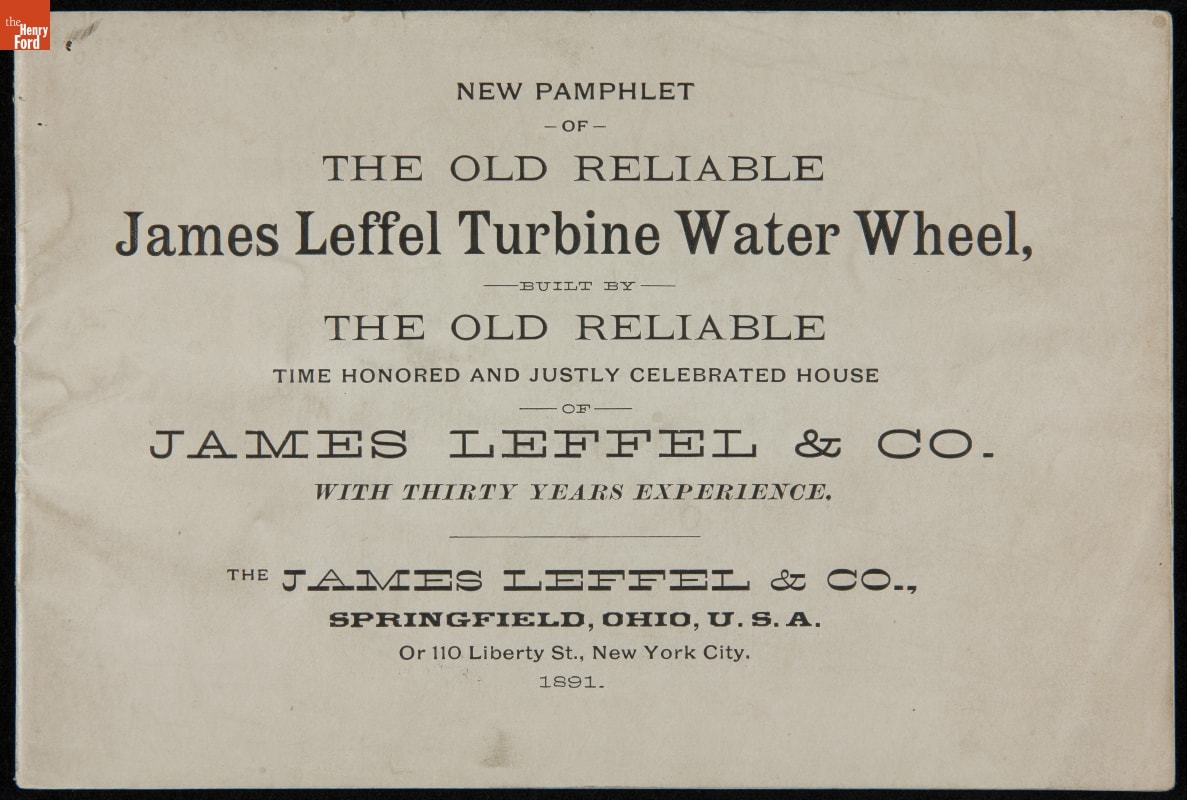 the
Henry
Ford
NEW PAMPHLET
– OF –
THE OLD RELIABLE
James Leffel Turbine Water Wheel,
BUILT BY
THE OLD RELIABLE
TIME HONORED AND JUSTLY CELEBRATED HOUSE
OF
JAMES LEFFEL & CO.
WITH THIRTY YEARS EXPERIENCE.
THE JAMES LEFFEL & CO.,
SPRINGFIELD, OHIO, U. S. A.
Or 110 Liberty St., New York City.
1891.